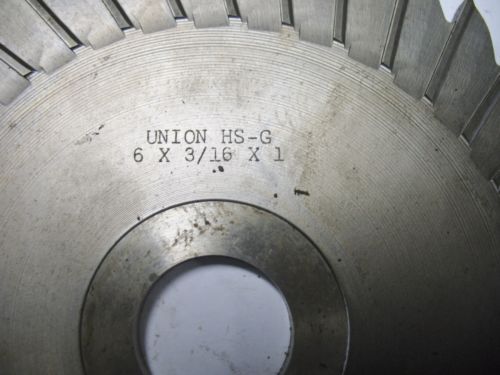 UNION HS-G
6 X 3/16 X 1